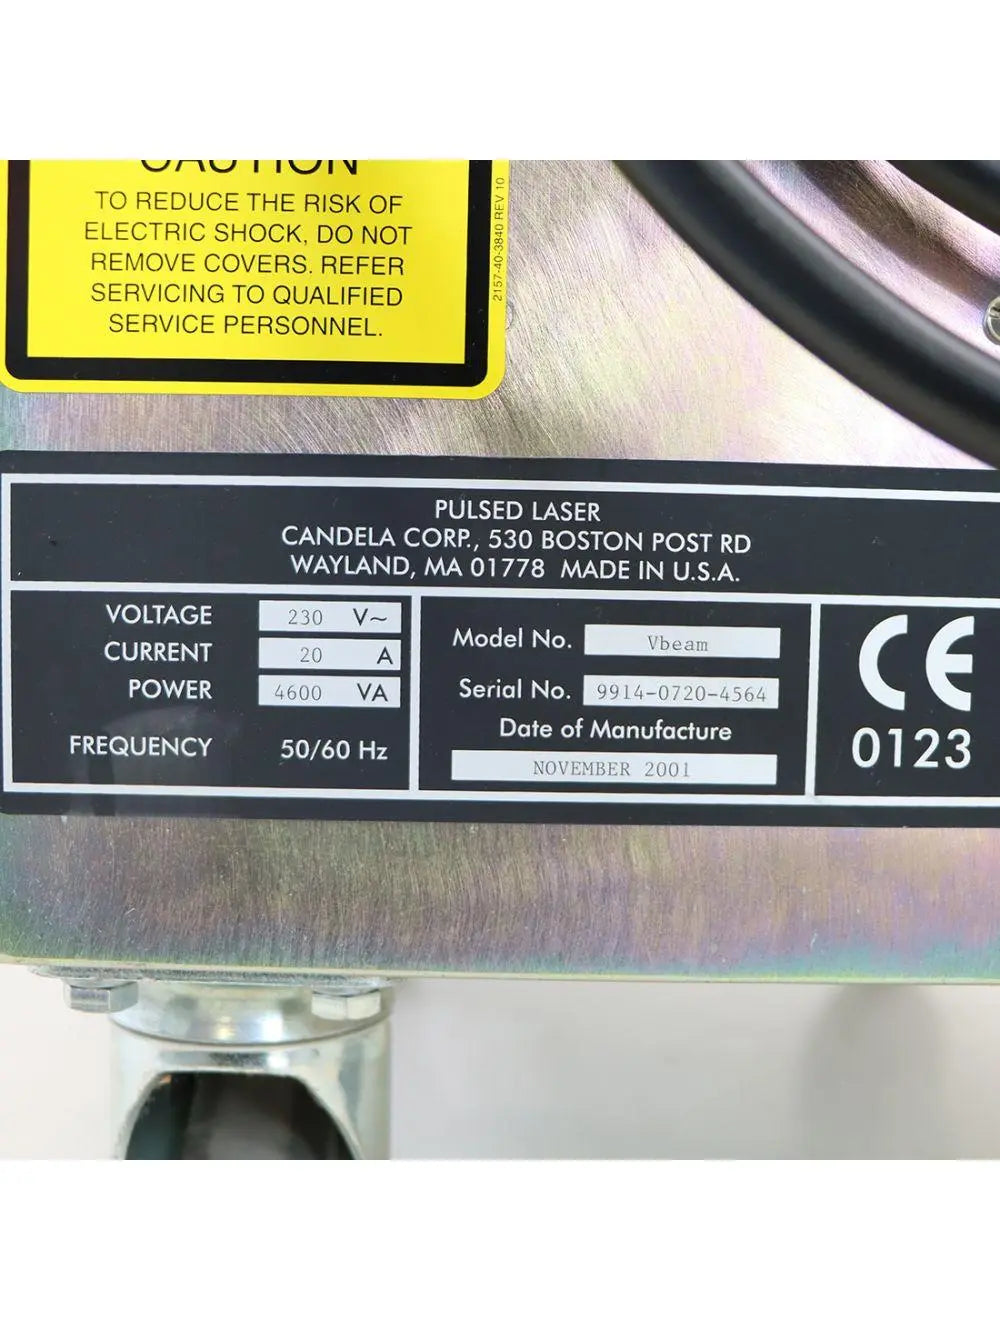 CAUTION
TO REDUCE THE RISK OF
ELECTRIC SHOCK, DO NOT
REMOVE COVERS. REFER
SERVICING TO QUALIFIED
SERVICE PERSONNEL.
2157-40-3840 REV 10
PULSED LASER
CANDELA CORP., 530 BOSTON POST RD
WAYLAND, MA 01778 MADE IN U.S.A.
VOLTAGE 230 V~
CURRENT 20 A
POWER 4600 VA
FREQUENCY 50/60 Hz
Model No. Vbeam
Serial No. 9914-0720-4564
Date of Manufacture
NOVEMBER 2001
CE
0123